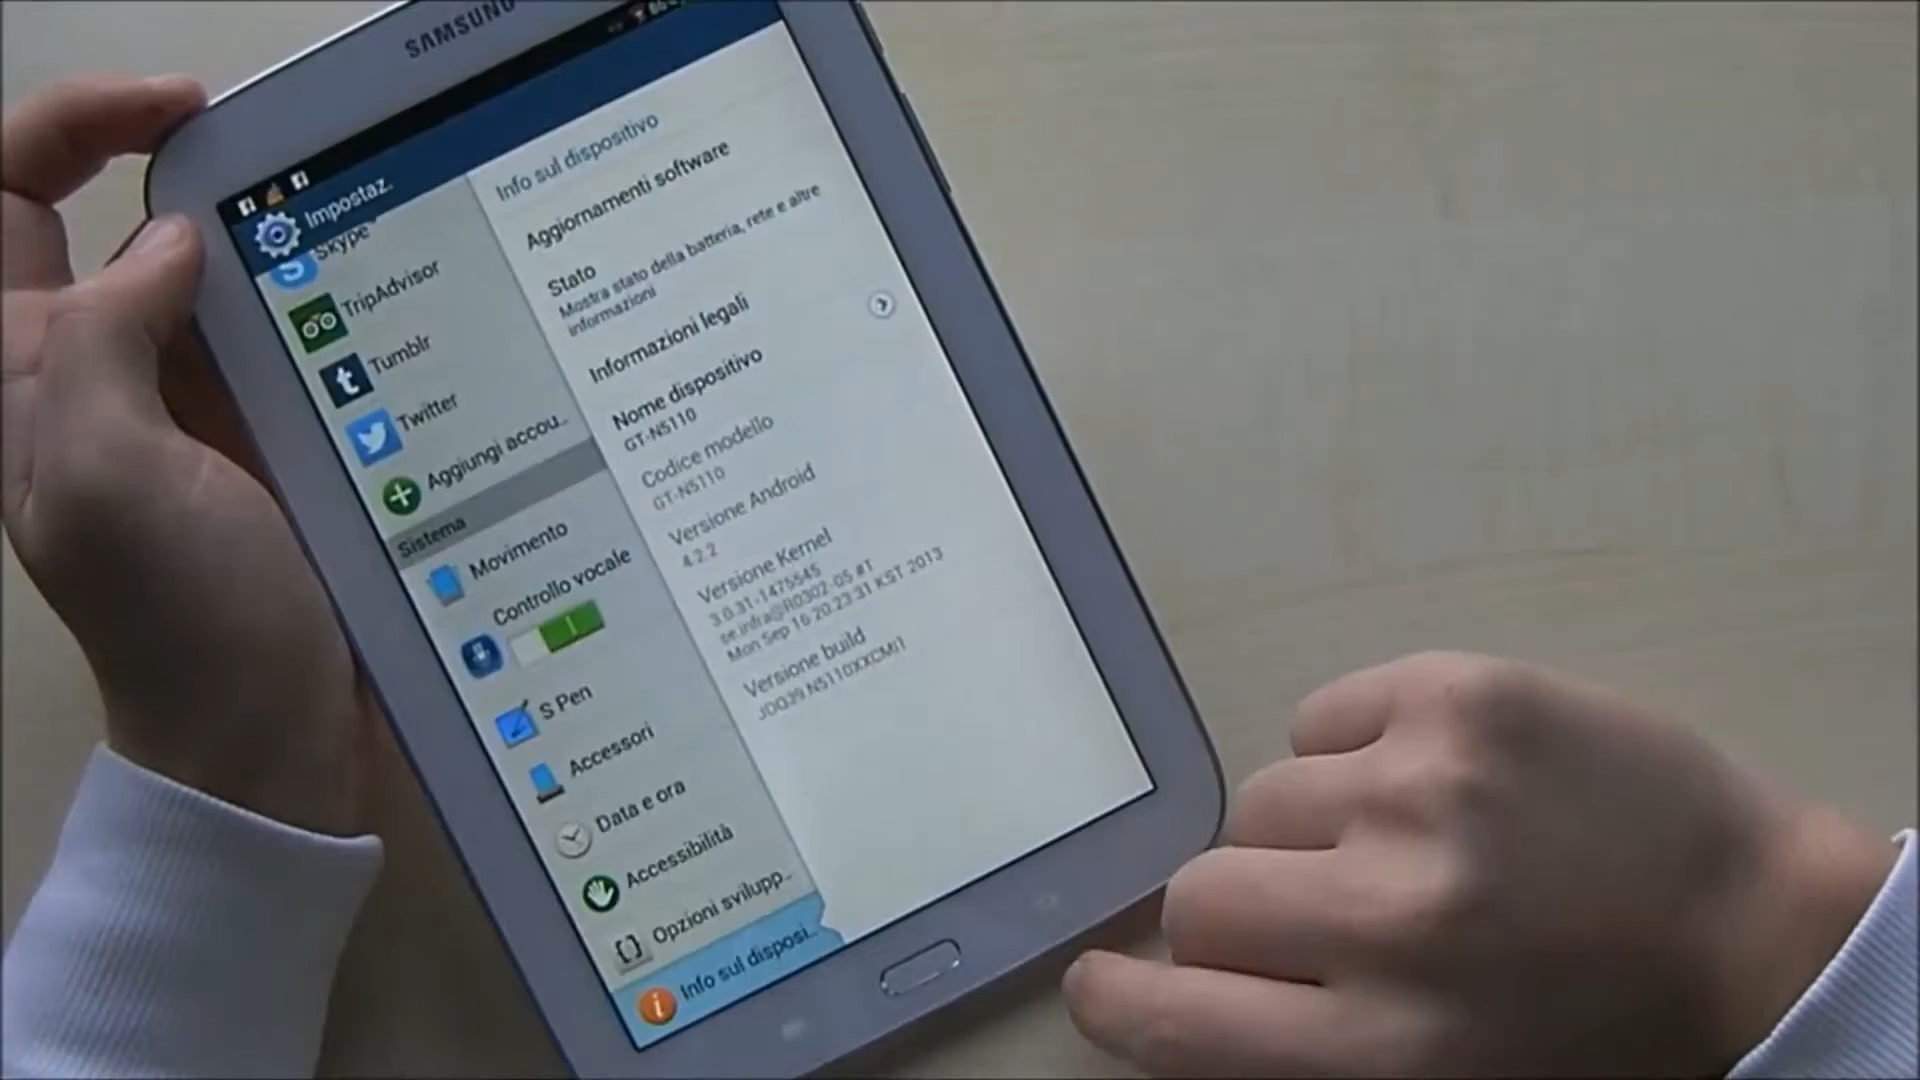 SAMSUNG
Impostaz.
Skype
TripAdvisor
Tumblr
Twitter
Aggiungi accou..
Sistema
Movimento
Controllo vocale
S Pen
Accessori
Data e ora
Accessibilità
Opzioni svilupp..
Info sul disposi..
Info sul dispositivo
Aggiornamenti software
Stato
Mostra stato della batteria, rete e altre
informazioni
Informazioni legali
Nome dispositivo
GT-N5110
Codice modello
GT-N5110
Versione Android
4.2.2
Versione Kernel
3.0.31-1475545
se.infra@R0302-05 #1
Mon Sep 16 20:23:31 KST 2013
Versione build
JDQ39.N5110XXCMI1